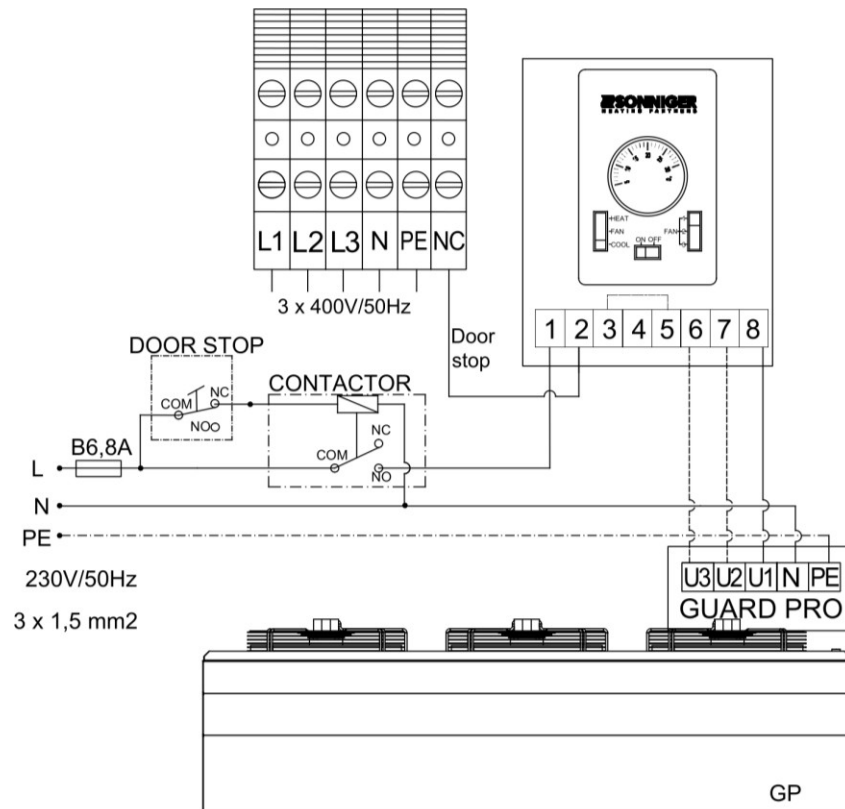 SONNIGER
HEATING PARTNERS
HEAT
FAN
COOL
ON OFF
FAN
L1 L2 L3 N PE NC
3 x 400V/50Hz
1 2 3 4 5 6 7 8
Door
stop
DOOR STOP
COM NC
NO
CONTACTOR
NC
COM
NO
B6,8A
L
N
PE
230V/50Hz
3 x 1,5 mm2
U3 U2 U1 N PE
GUARD PRO
GP